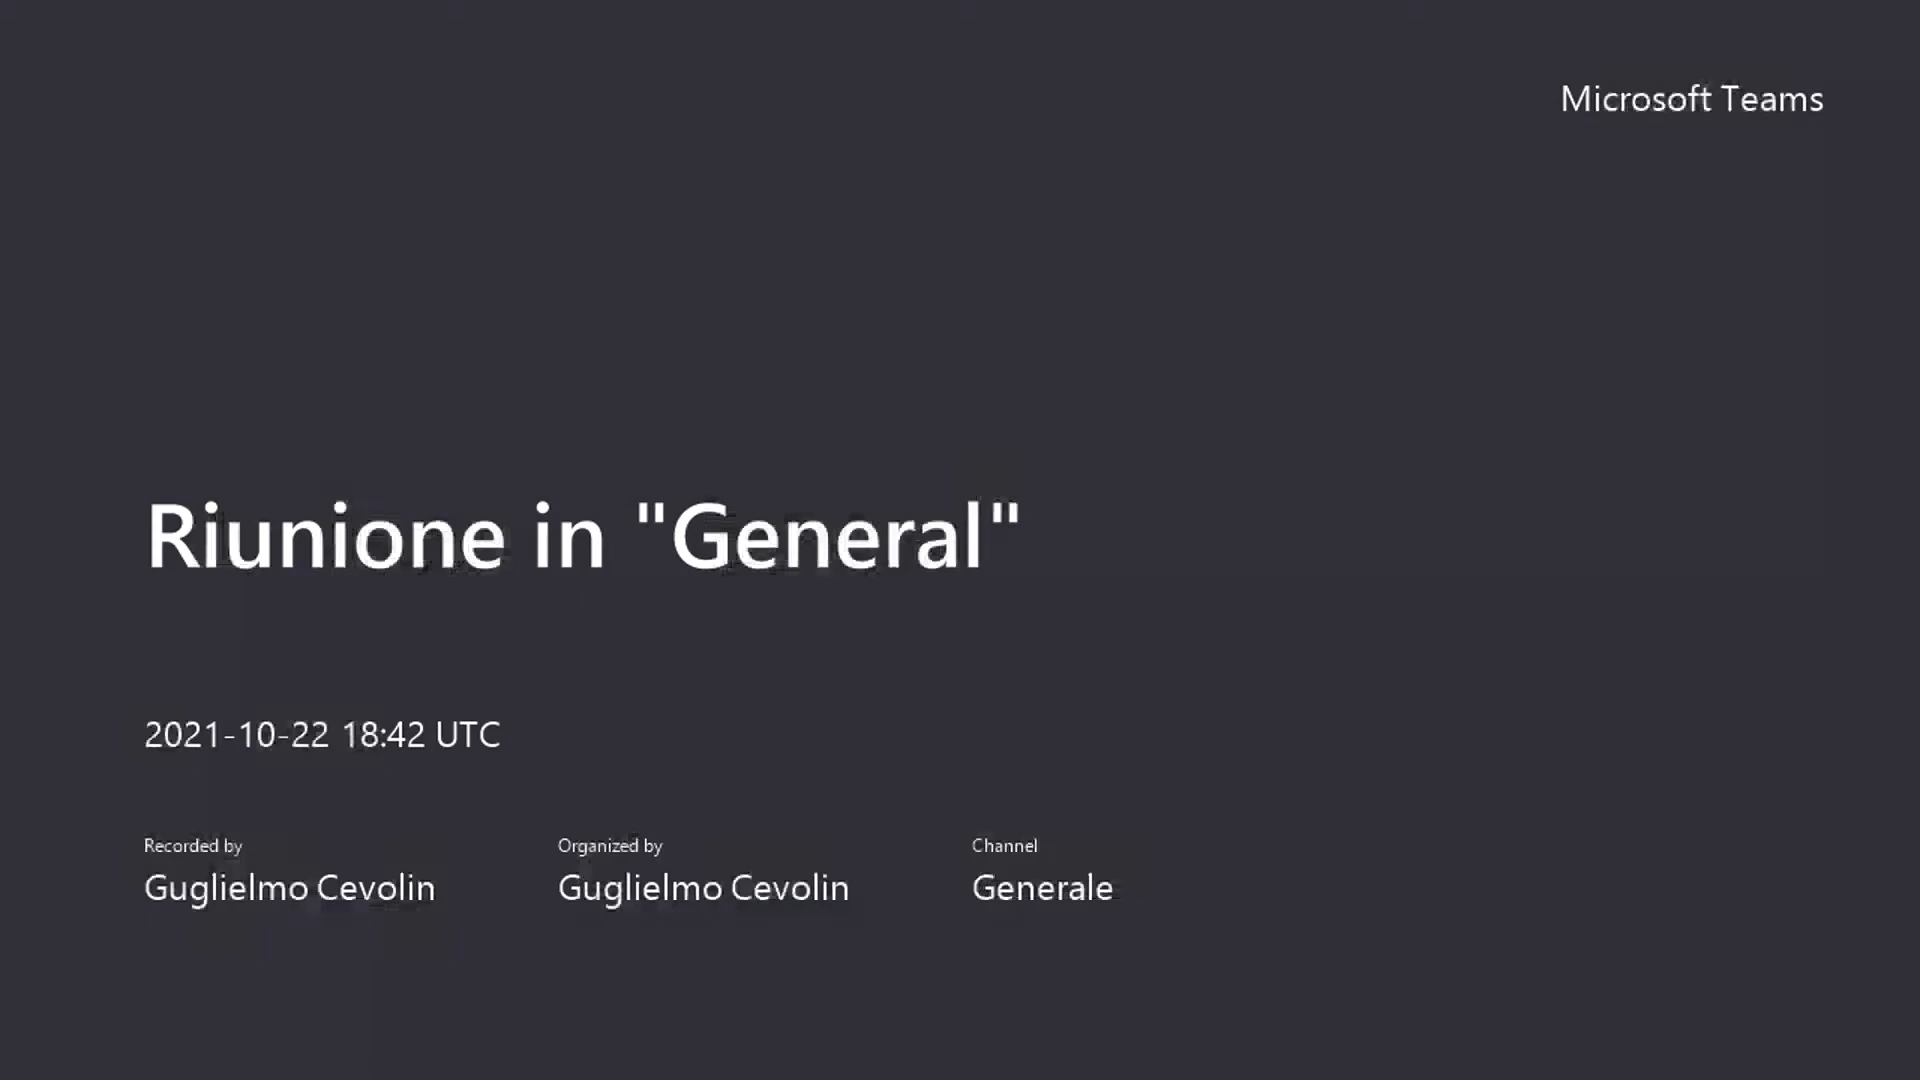 Microsoft Teams
Riunione in "General"
2021-10-22 18:42 UTC
Recorded by
Guglielmo Cevolin
Organized by
Guglielmo Cevolin
Channel
Generale